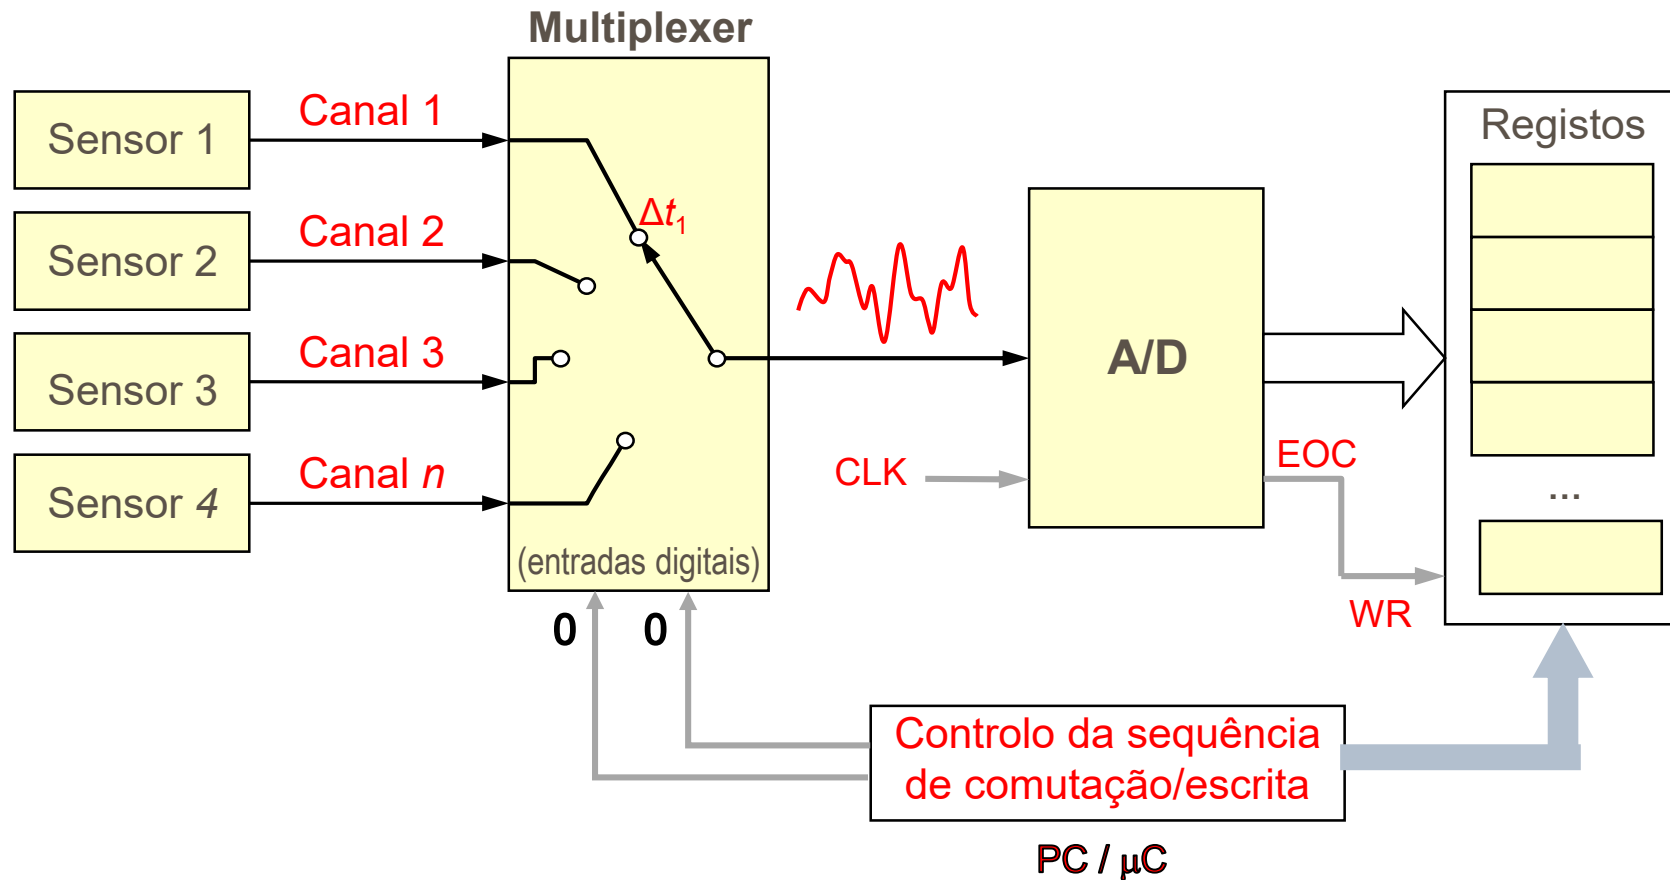 Multiplexer
Sensor 1
Canal 1
Sensor 2
Canal 2
Sensor 3
Canal 3
Sensor 4
Canal n
Δt1
(entradas digitais)
0 0
A/D
CLK
EOC
WR
Registos
...
Controlo da sequência
de comutação/escrita
PC / μC